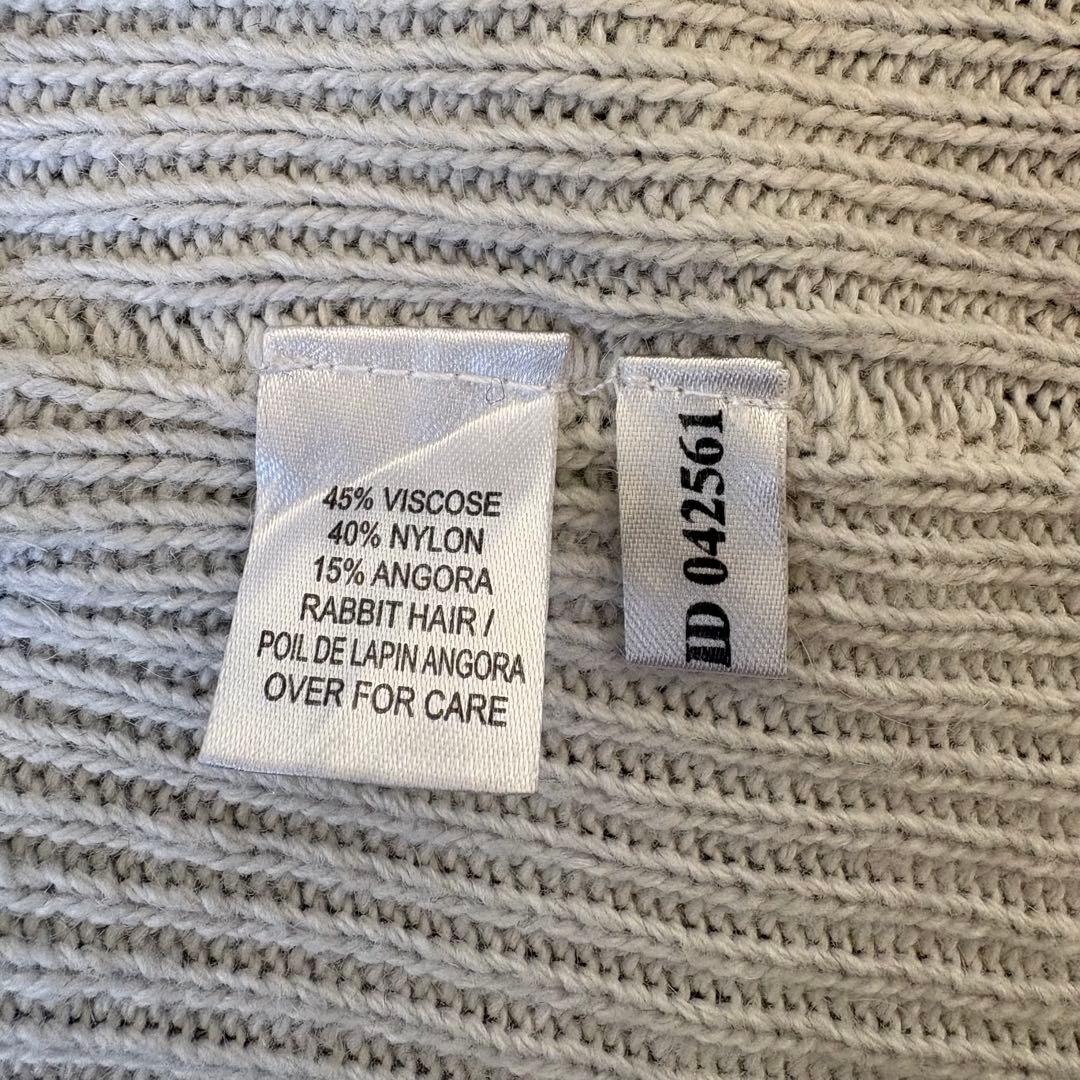 45% VISCOSE
40% NYLON
15% ANGORA
RABBIT HAIR /
POIL DE LAPIN ANGORA
OVER FOR CARE
ID 042561